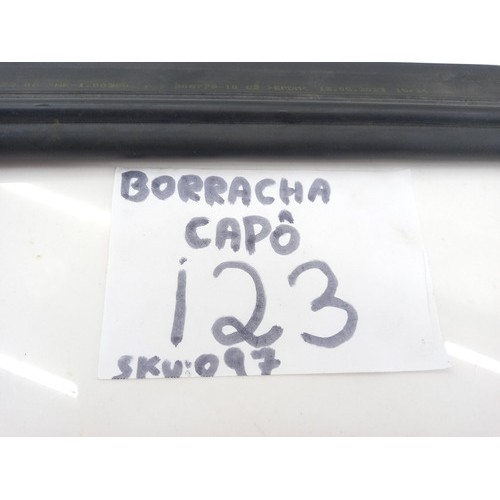 BORRACHA
CAPÔ
i23
SKU:097